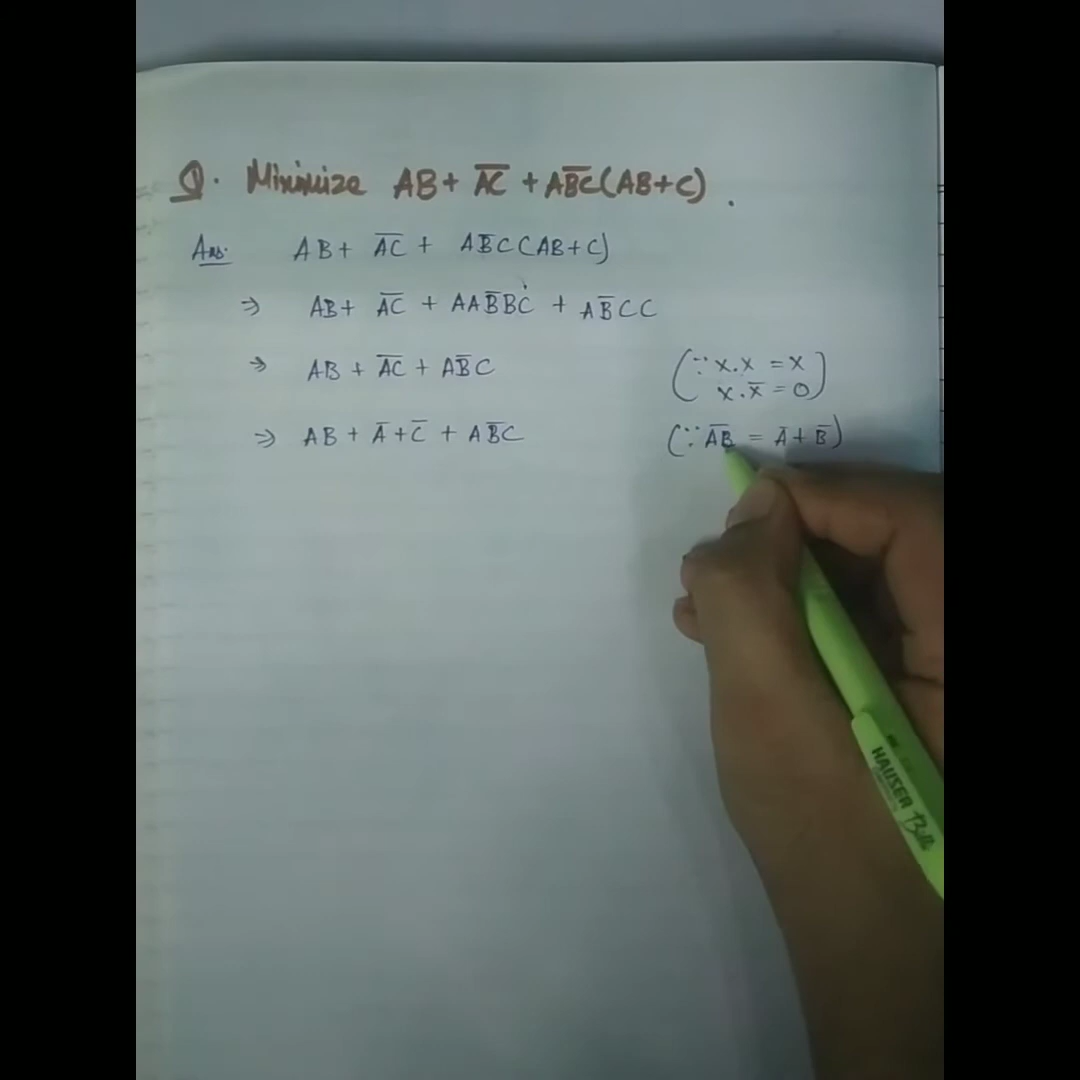 Q. Minimize AB + A̅C̅ + AB̅C(AB+C).
Ans: AB + A̅C̅ + AB̅C(AB+C)
⇒ AB + A̅C̅ + AAB̅BC + AB̅CC
⇒ AB + A̅C̅ + AB̅C (∵ X.X = X
X.X̅ = 0)
⇒ AB + A̅ + C̅ + AB̅C (∵ A̅B̅ = A̅ + B̅)
HAUSER